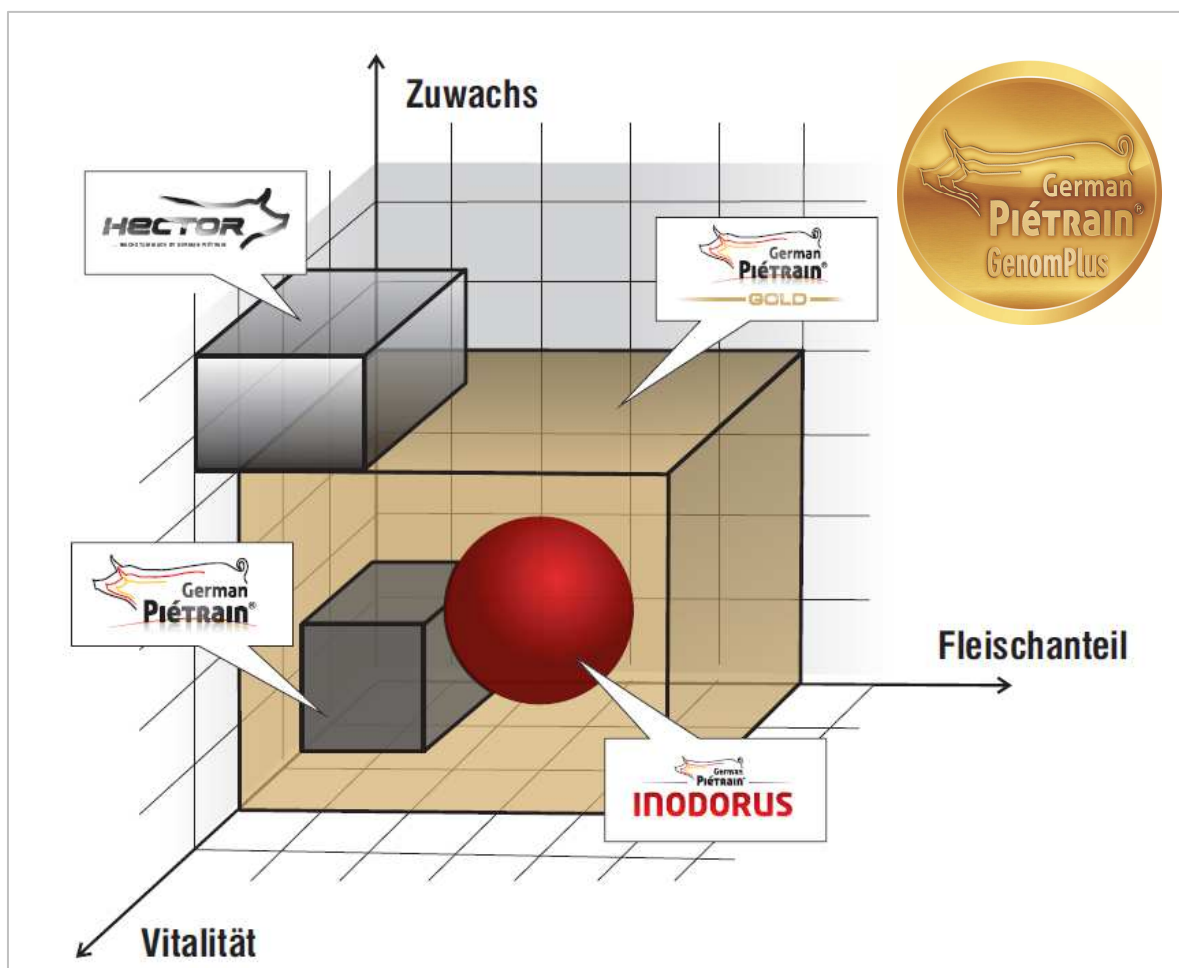 Zuwachs
HECTOR
German
PIÉTRAIN®
GOLD
German
PIÉTRAIN®
GenomPlus
German
PIÉTRAIN®
Fleischanteil
German
PIÉTRAIN®
INODORUS
Vitalität